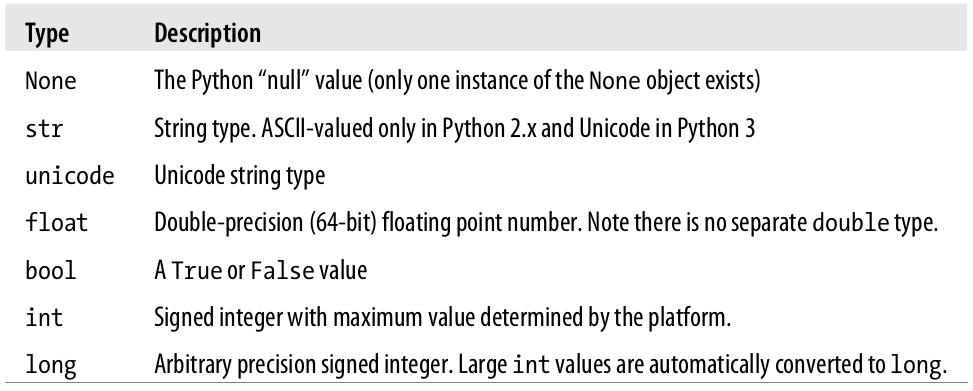 Type Description
None The Python “null” value (only one instance of the None object exists)
str String type. ASCII-valued only in Python 2.x and Unicode in Python 3
unicode Unicode string type
float Double-precision (64-bit) floating point number. Note there is no separate double type.
bool A True or False value
int Signed integer with maximum value determined by the platform.
long Arbitrary precision signed integer. Large int values are automatically converted to long.